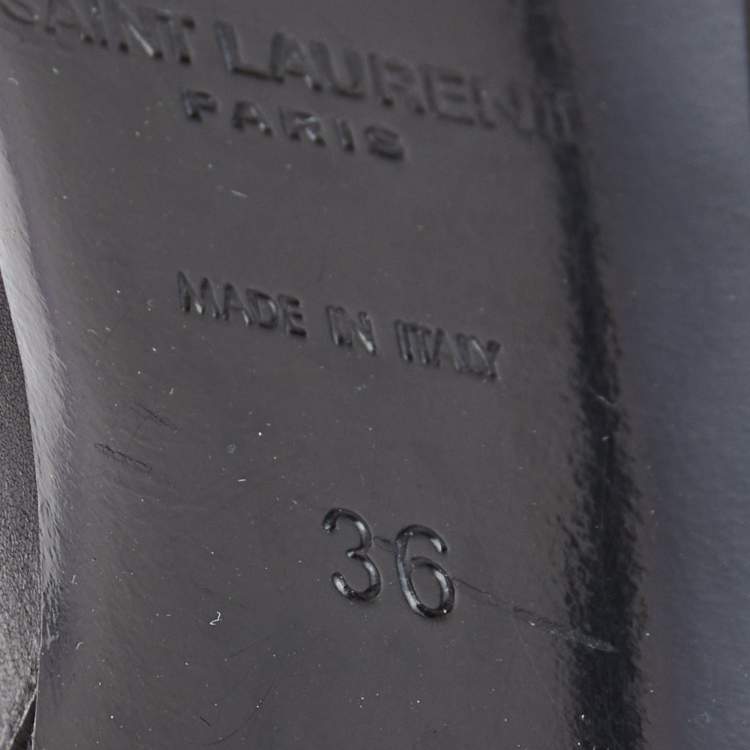 SAINT LAURENT
PARIS
MADE IN ITALY
36